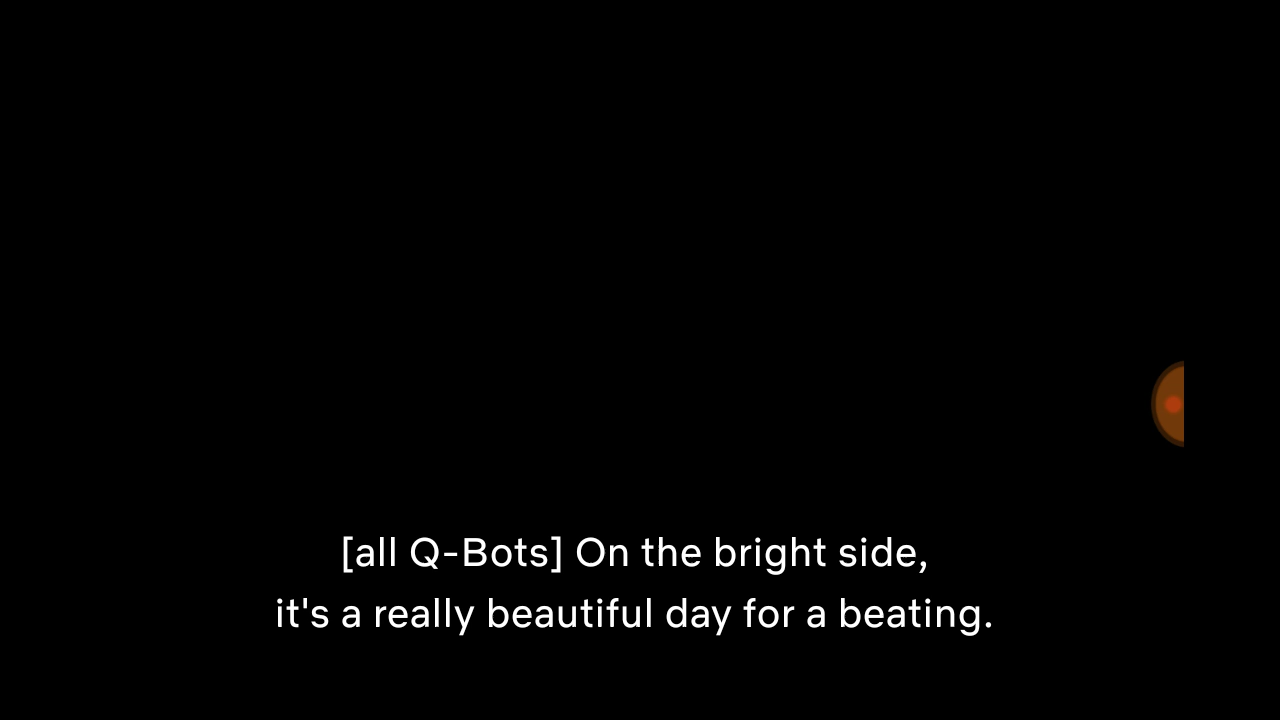 [all Q-Bots] On the bright side,
it's a really beautiful day for a beating.